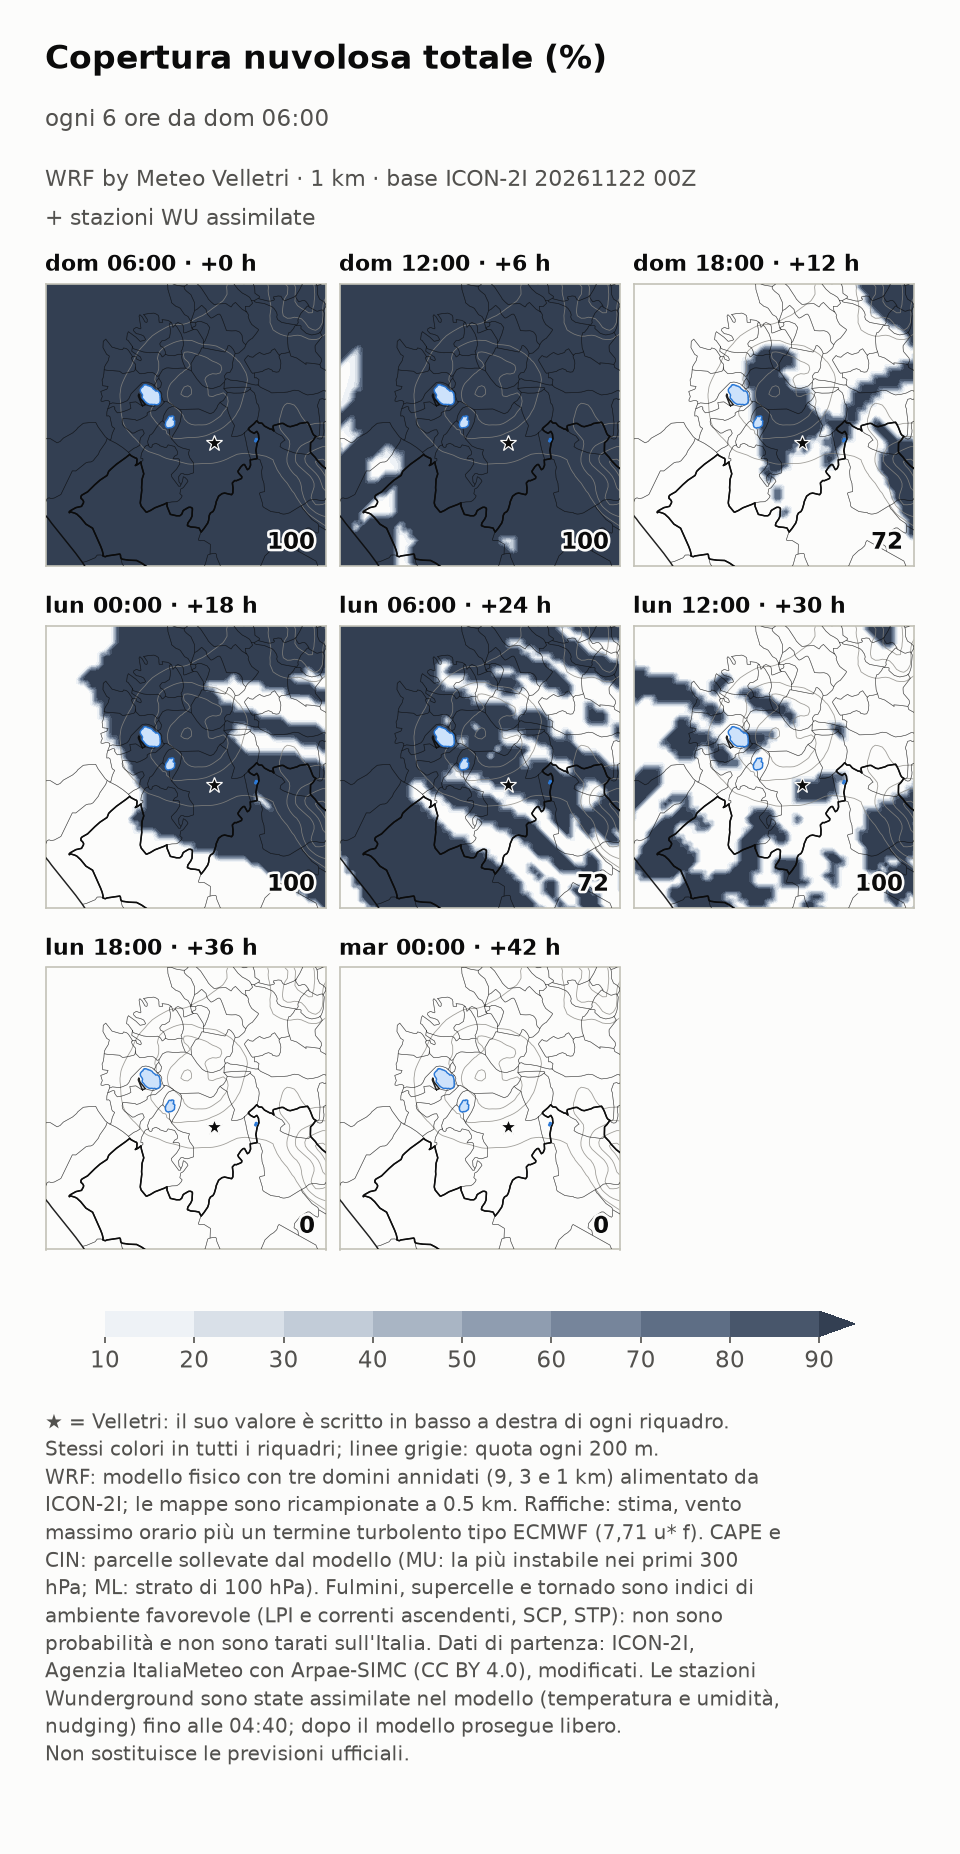 Copertura nuvolosa totale (%)
ogni 6 ore da dom 06:00
WRF by Meteo Velletri · 1 km · base ICON-2I 20261122 00Z
+ stazioni WU assimilate
dom 06:00 · +0 h
dom 12:00 · +6 h
dom 18:00 · +12 h
100
100
72
lun 00:00 · +18 h
lun 06:00 · +24 h
lun 12:00 · +30 h
100
72
100
lun 18:00 · +36 h
mar 00:00 · +42 h
0
0
10 20 30 40 50 60 70 80 90
★ = Velletri: il suo valore è scritto in basso a destra di ogni riquadro.
Stessi colori in tutti i riquadri; linee grigie: quota ogni 200 m.
WRF: modello fisico con tre domini annidati (9, 3 e 1 km) alimentato da
ICON-2I; le mappe sono ricampionate a 0.5 km. Raffiche: stima, vento
massimo orario più un termine turbolento tipo ECMWF (7,71 u* f). CAPE e
CIN: parcelle sollevate dal modello (MU: la più instabile nei primi 300
hPa; ML: strato di 100 hPa). Fulmini, supercelle e tornado sono indici di
ambiente favorevole (LPI e correnti ascendenti, SCP, STP): non sono
probabilità e non sono tarati sull'Italia. Dati di partenza: ICON-2I,
Agenzia ItaliaMeteo con Arpae-SIMC (CC BY 4.0), modificati. Le stazioni
Wunderground sono state assimilate nel modello (temperatura e umidità,
nudging) fino alle 04:40; dopo il modello prosegue libero.
Non sostituisce le previsioni ufficiali.